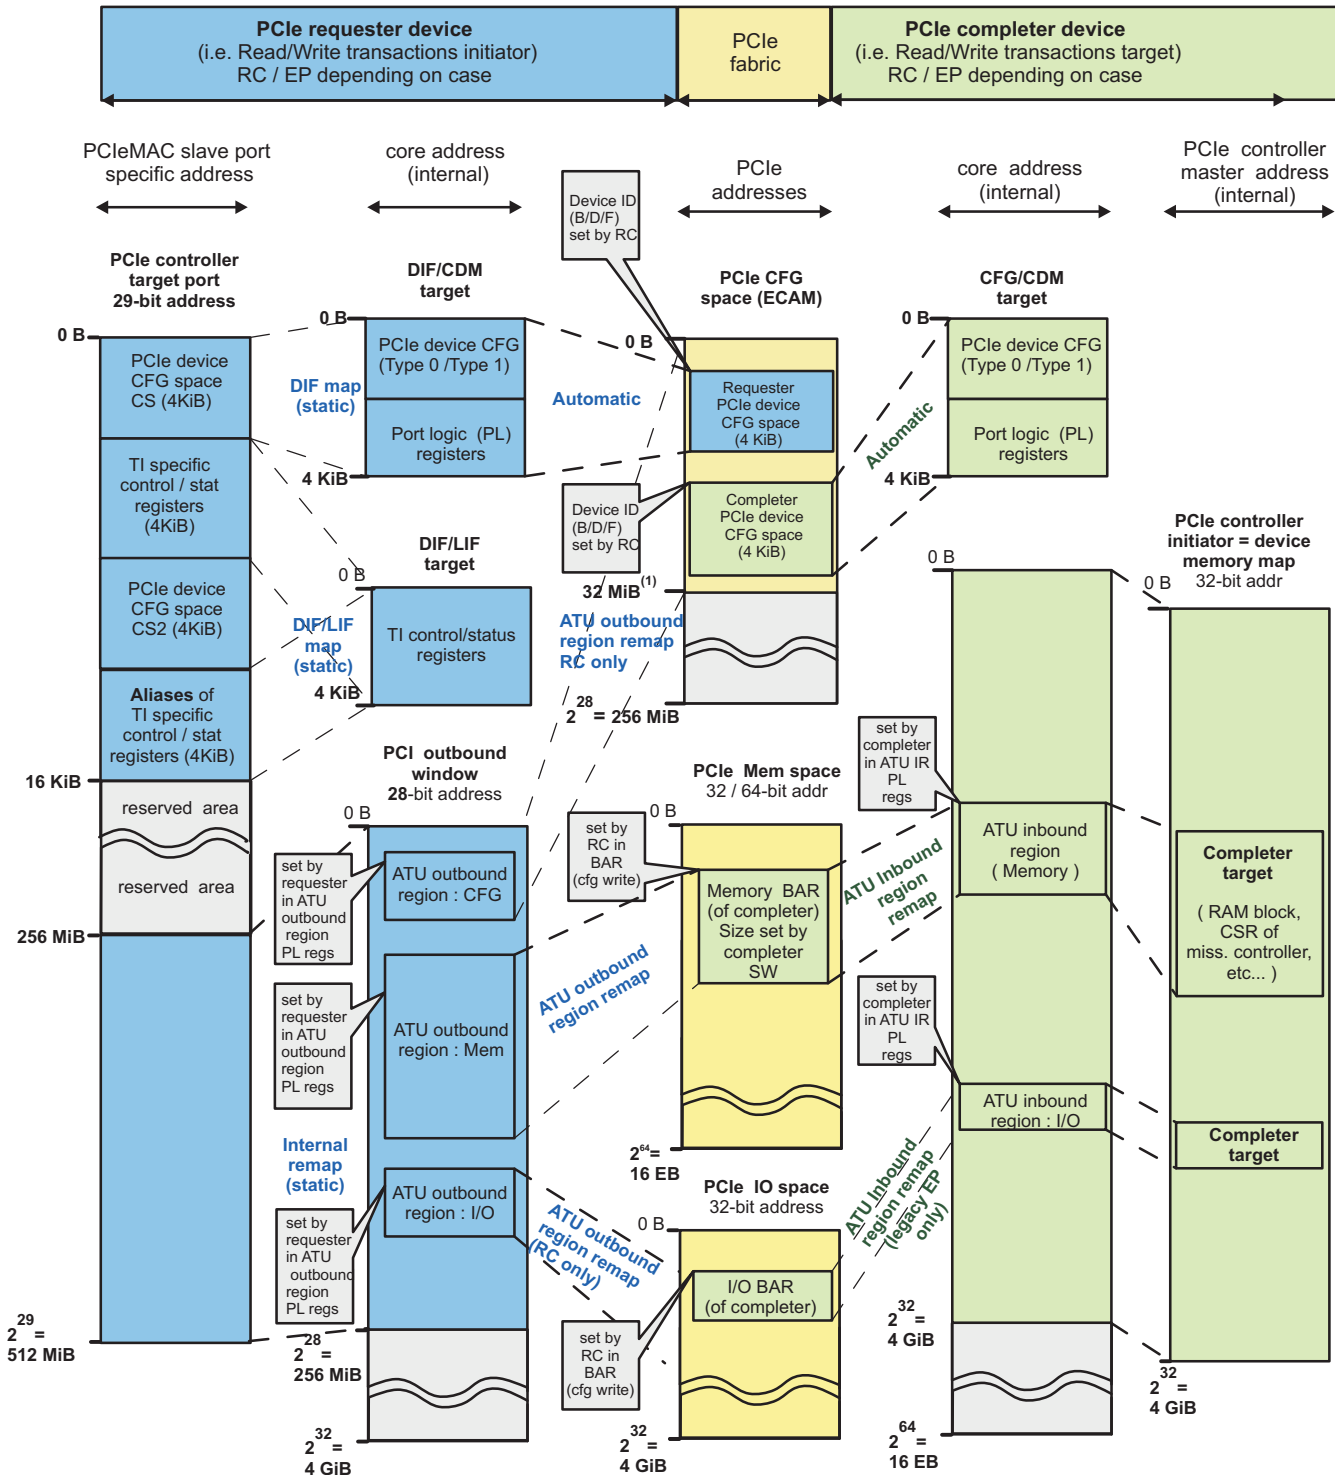 PCIe requester device
(i.e. Read/Write transactions initiator)
RC / EP depending on case
PCIe
fabric
PCIe completer device
(i.e. Read/Write transactions target)
RC / EP depending on case
PCIeMAC slave port
specific address
core address
(internal)
PCIe
addresses
core address
(internal)
PCIe controller
master address
(internal)
Device ID
(B/D/F)
set by RC
PCIe controller
target port
29-bit address
0 B
PCIe device
CFG space
CS (4KiB)
TI specific
control / stat
registers
(4KiB)
PCIe device
CFG space
CS2 (4KiB)
Aliases of
TI specific
control / stat
registers (4KiB)
16 KiB
reserved area
reserved area
256 MiB
2^29 =
512 MiB
DIF map
(static)
DIF/LIF
map
(static)
Internal
remap
(static)
DIF/CDM
target
0 B
PCIe device CFG
(Type 0 /Type 1)
Port logic (PL)
registers
4 KiB
DIF/LIF
target
0 B
TI control/status
registers
4 KiB
PCI outbound
window
28-bit address
0 B
set by
requester
in ATU
outbound
region
PL regs
ATU outbound
region : CFG
set by
requester
in ATU
outbound
region
PL regs
ATU outbound
region : Mem
set by
requester
in ATU
outbound
region
PL regs
ATU outbound
region : I/O
2^28 =
256 MiB
2^32 =
4 GiB
Automatic
ATU outbound
region remap
RC only
ATU outbound
region remap
ATU outbound
region remap
(RC only)
PCIe CFG
space (ECAM)
0 B
Requester
PCIe device
CFG space
(4 KiB)
Device ID
(B/D/F)
set by RC
Completer
PCIe device
CFG space
(4 KiB)
32 MiB(1)
2^28 = 256 MiB
PCIe Mem space
32 / 64-bit addr
0 B
set by
RC in
BAR
(cfg write)
Memory BAR
(of completer)
Size set by
completer
SW
2^64=
16 EB
PCIe IO space
32-bit address
0 B
I/O BAR
(of completer)
set by
RC in
BAR
(cfg write)
2^32 =
4 GiB
Automatic
ATU Inbound
region
remap
ATU Inbound
region remap
(legacy EP
only)
CFG/CDM
target
0 B
PCIe device CFG
(Type 0 /Type 1)
Port logic (PL)
registers
4 KiB
0 B
set by
completer
in ATU IR
PL
regs
ATU inbound
region
( Memory )
set by
completer
in ATU IR
PL
regs
ATU inbound
region : I/O
2^32 =
4 GiB
2^64 =
16 EB
PCIe controller
initiator = device
memory map
32-bit addr
0 B
Completer
target
( RAM block,
CSR of
miss. controller,
etc... )
Completer
target
2^32 =
4 GiB